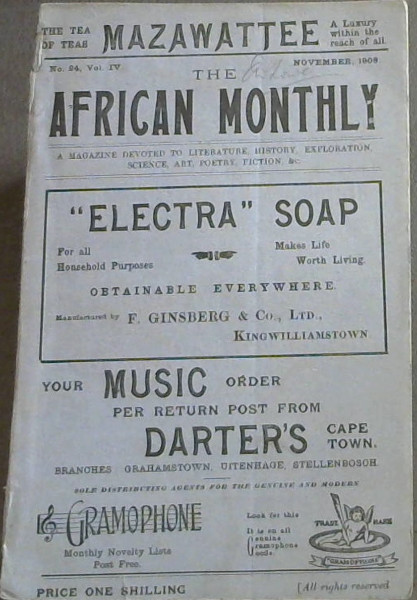 THE TEA
OF TEAS
MAZAWATTEE
A Luxury
within the
reach of all.
No. 24, Vol. IV.
NOVEMBER, 1908
THE
AFRICAN MONTHLY
A MAGAZINE DEVOTED TO LITERATURE, HISTORY, EXPLORATION,
SCIENCE, ART, POETRY, FICTION, &c.
"ELECTRA" SOAP
For all
Household Purposes
Makes Life
Worth Living.
OBTAINABLE EVERYWHERE.
Manufactured by F. GINSBERG & Co., LTD.,
KINGWILLIAMSTOWN
YOUR MUSIC ORDER
PER RETURN POST FROM
DARTER'S CAPE
TOWN.
BRANCHES GRAHAMSTOWN, UITENHAGE, STELLENBOSCH.
SOLE DISTRIBUTING AGENTS FOR THE GENUINE AND MODERN
GRAMOPHONE
Monthly Novelty Lists
Post Free.
Look for this
It is on all
Genuine
Gramophone
Goods
TRADE MARK
GRAMOPHONE
PRICE ONE SHILLING
[All rights reserved